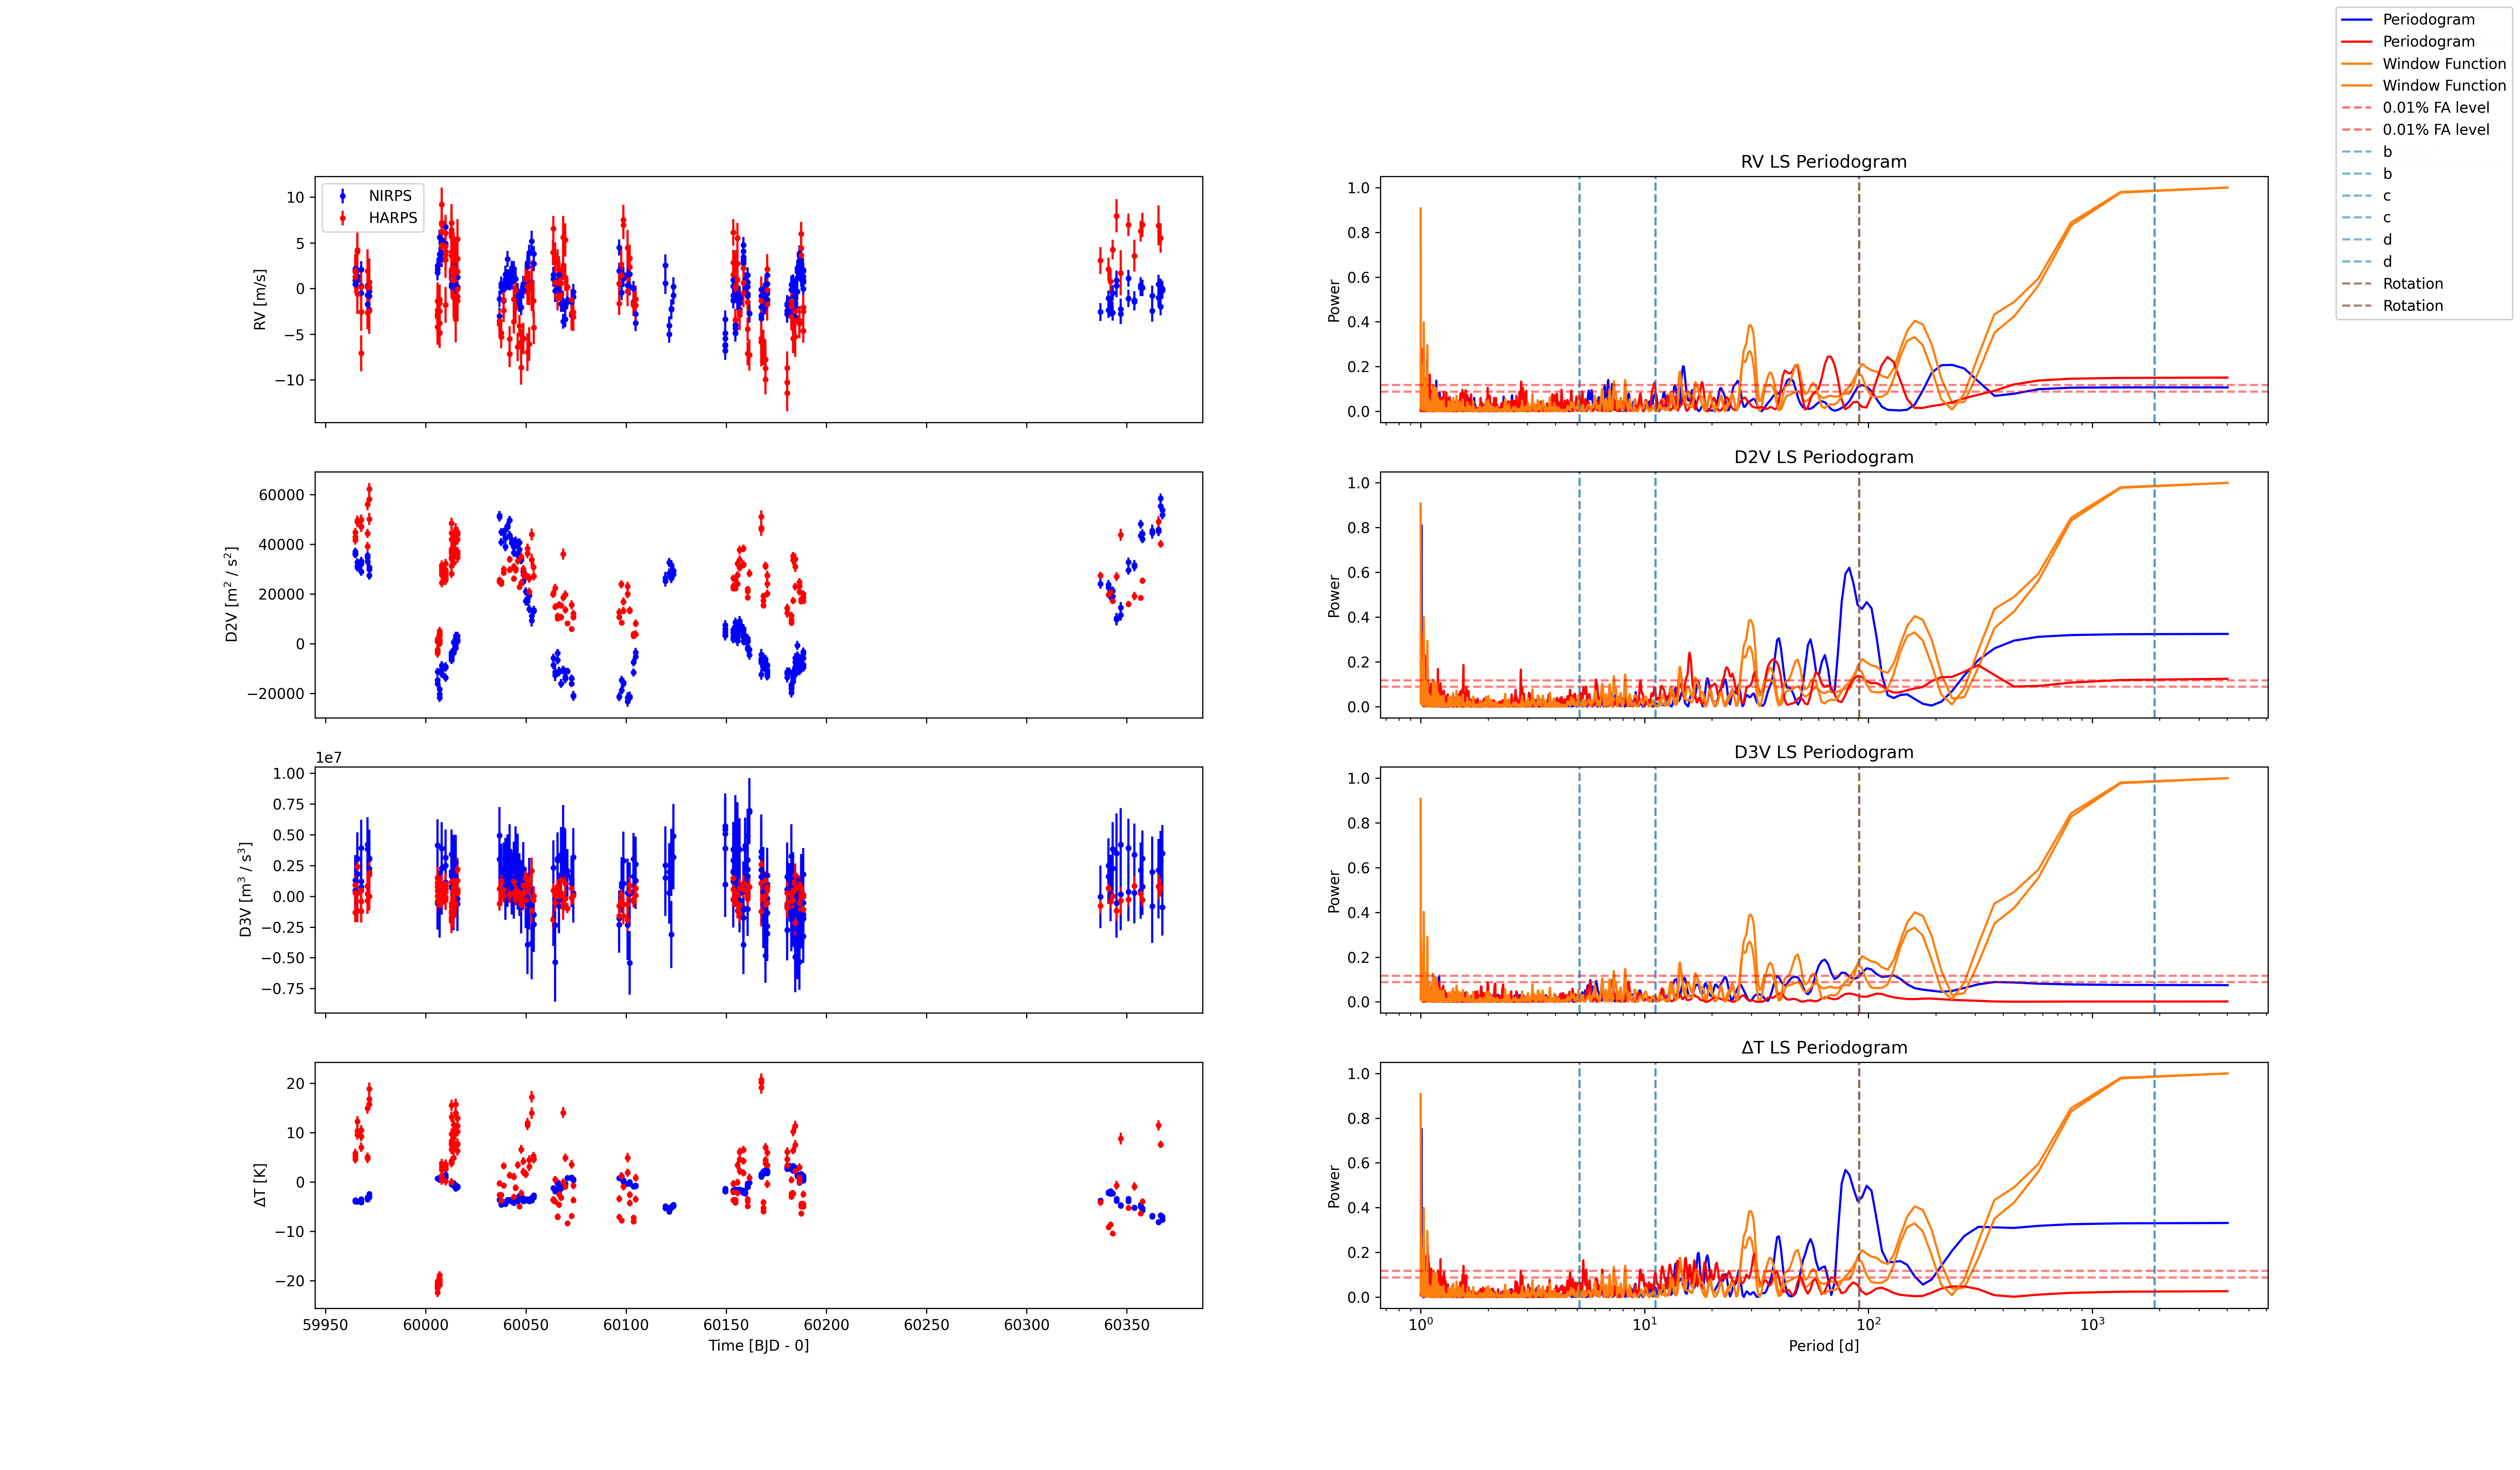 Periodogram
Periodogram
Window Function
Window Function
0.01% FA level
0.01% FA level
b
b
c
c
d
d
Rotation
Rotation
NIRPS
HARPS
10
5
0
−5
−10
RV [m/s]
RV LS Periodogram
1.0
0.8
0.6
0.4
0.2
0.0
Power
60000
40000
20000
0
−20000
D2V [m² / s²]
D2V LS Periodogram
1.0
0.8
0.6
0.4
0.2
0.0
Power
1e7
1.00
0.75
0.50
0.25
0.00
−0.25
−0.50
−0.75
D3V [m³ / s³]
D3V LS Periodogram
1.0
0.8
0.6
0.4
0.2
0.0
Power
20
10
0
−10
−20
ΔT [K]
59950 60000 60050 60100 60150 60200 60250 60300 60350
Time [BJD - 0]
ΔT LS Periodogram
1.0
0.8
0.6
0.4
0.2
0.0
Power
10⁰ 10¹ 10² 10³
Period [d]